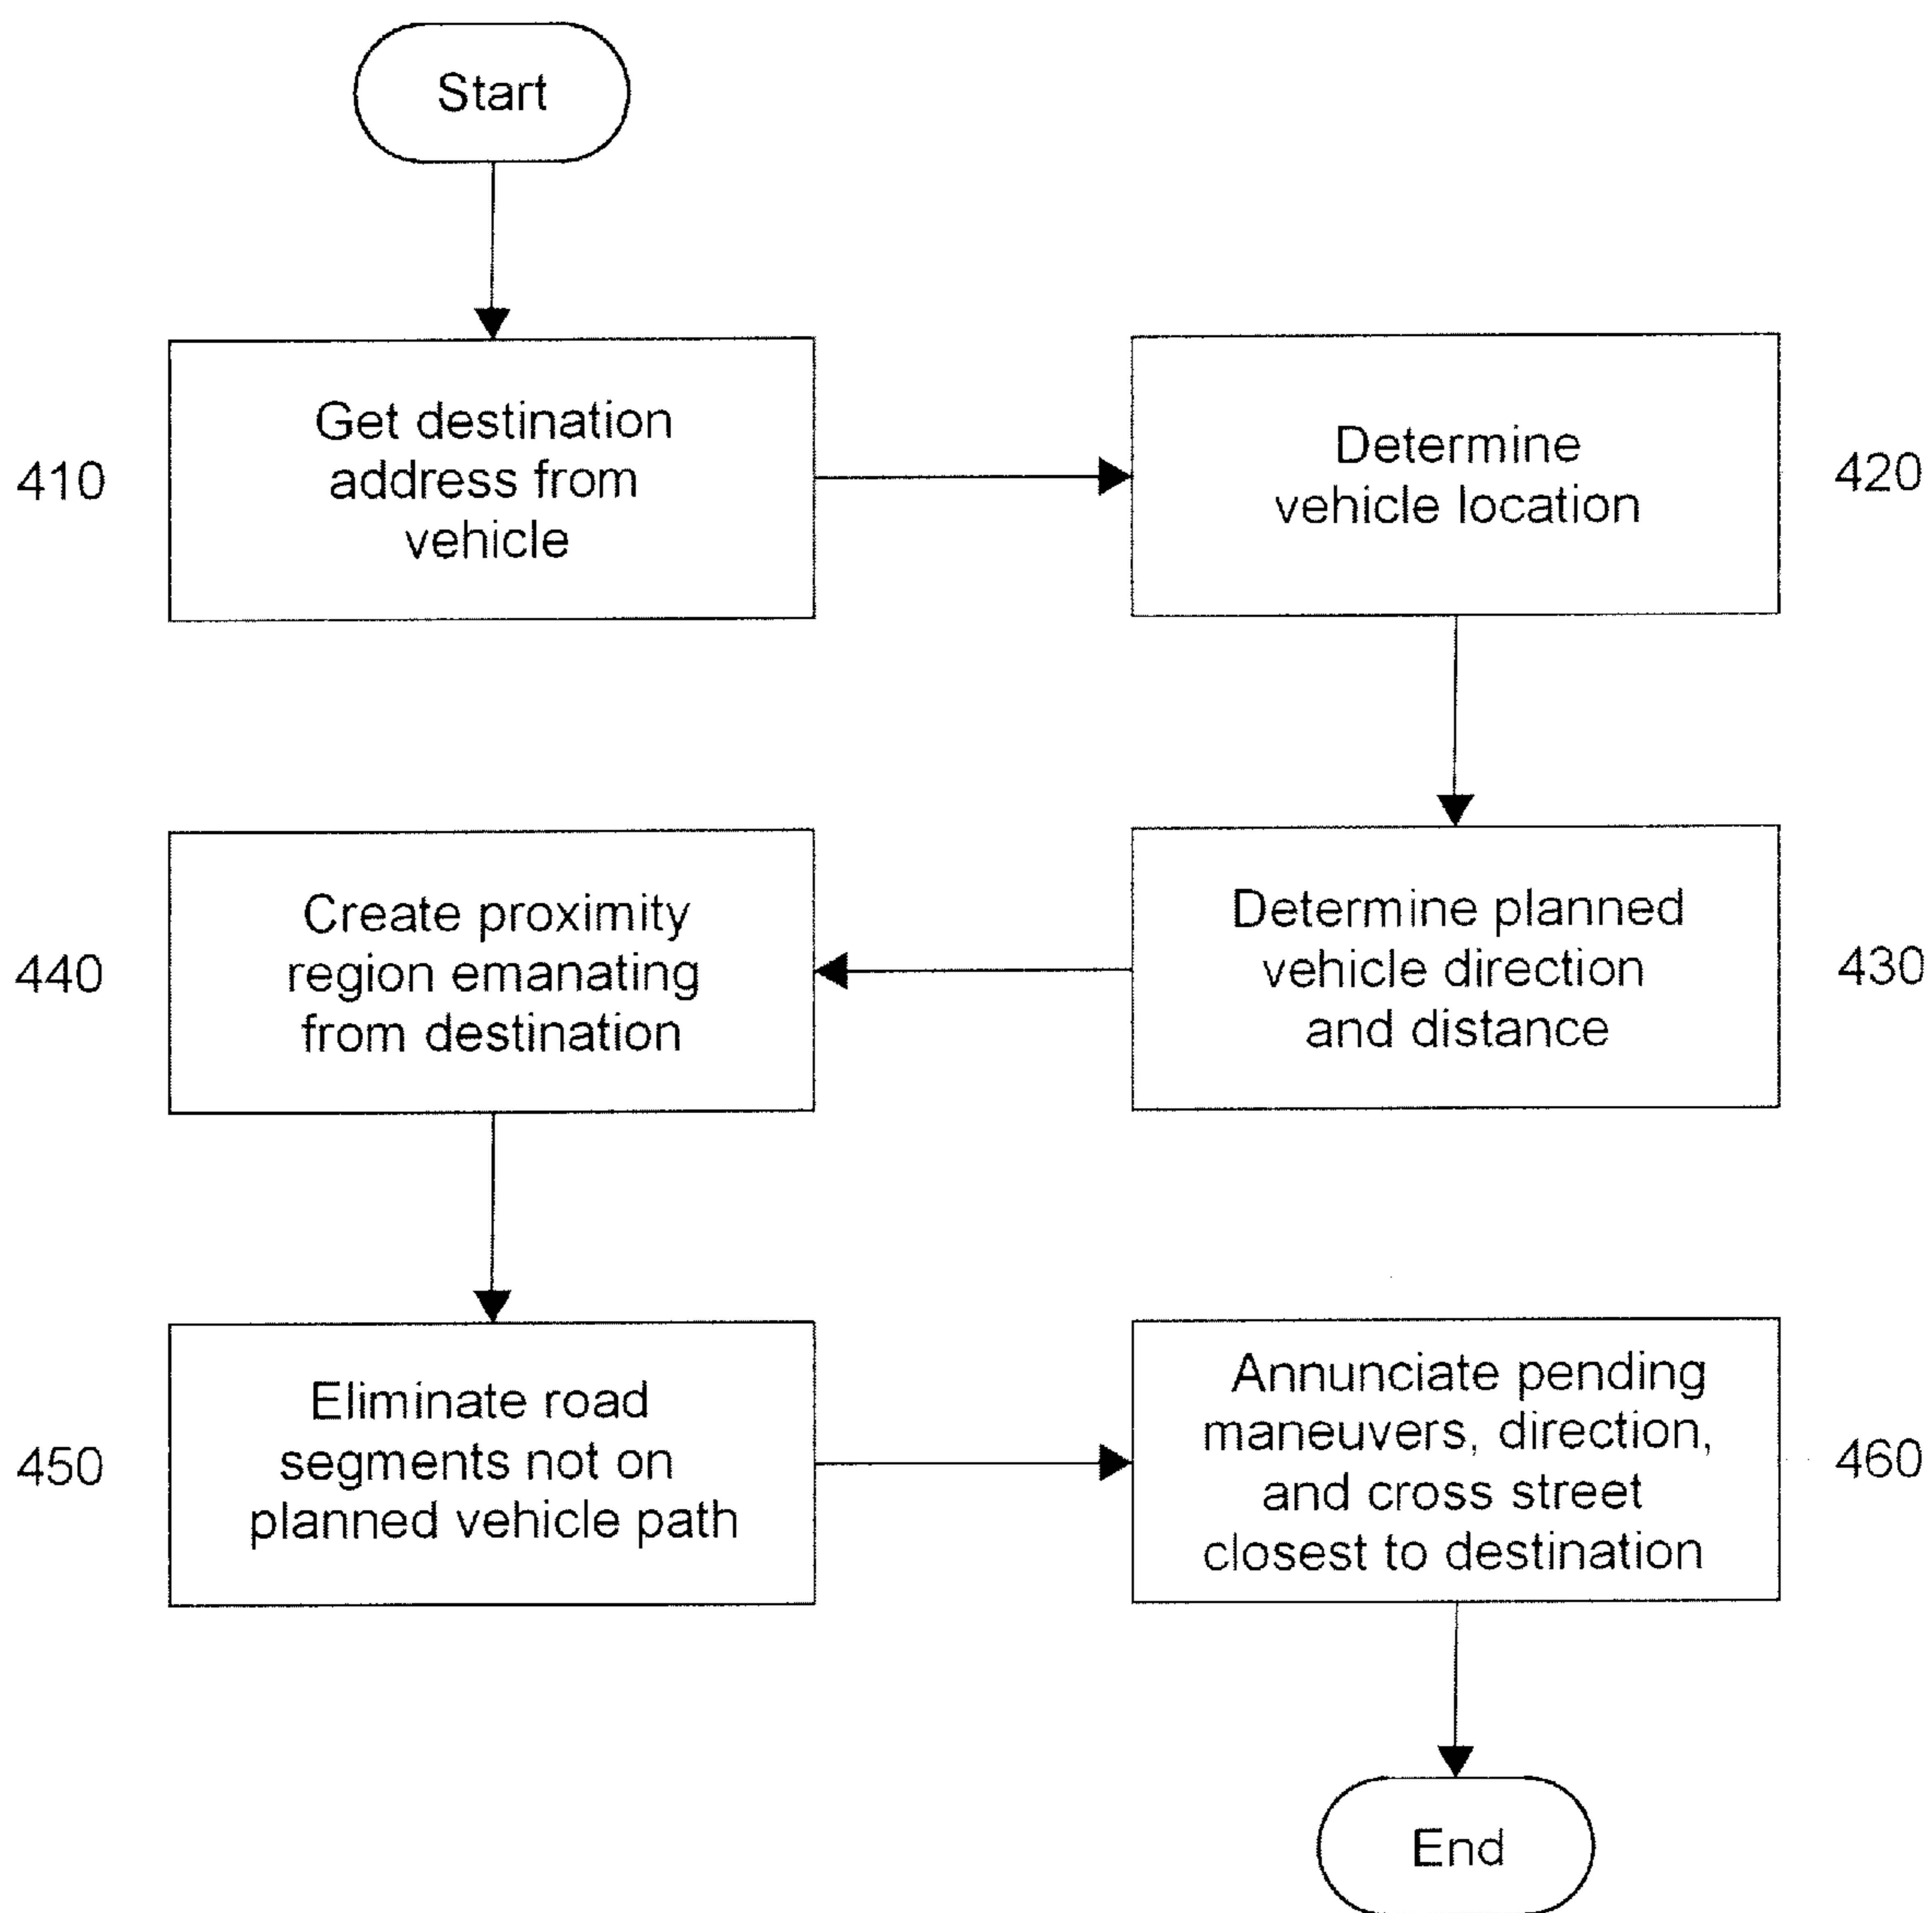 Start
410
Get destination
address from
vehicle
Determine
vehicle location
420
440
Create proximity
region emanating
from destination
Determine planned
vehicle direction
and distance
430
450
Eliminate road
segments not on
planned vehicle path
Annunciate pending
maneuvers, direction,
and cross street
closest to destination
460
End